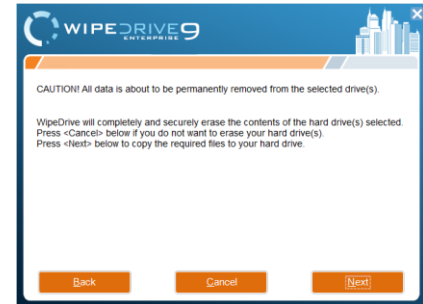 WIPEDRIVE9
ENTERPRISE
CAUTION! All data is about to be permanently removed from the selected drive(s).
WipeDrive will completely and securely erase the contents of the hard drive(s) selected.
Press <Cancel> below if you do not want to erase your hard drive(s).
Press <Next> below to copy the required files to your hard drive.
Back Cancel Next